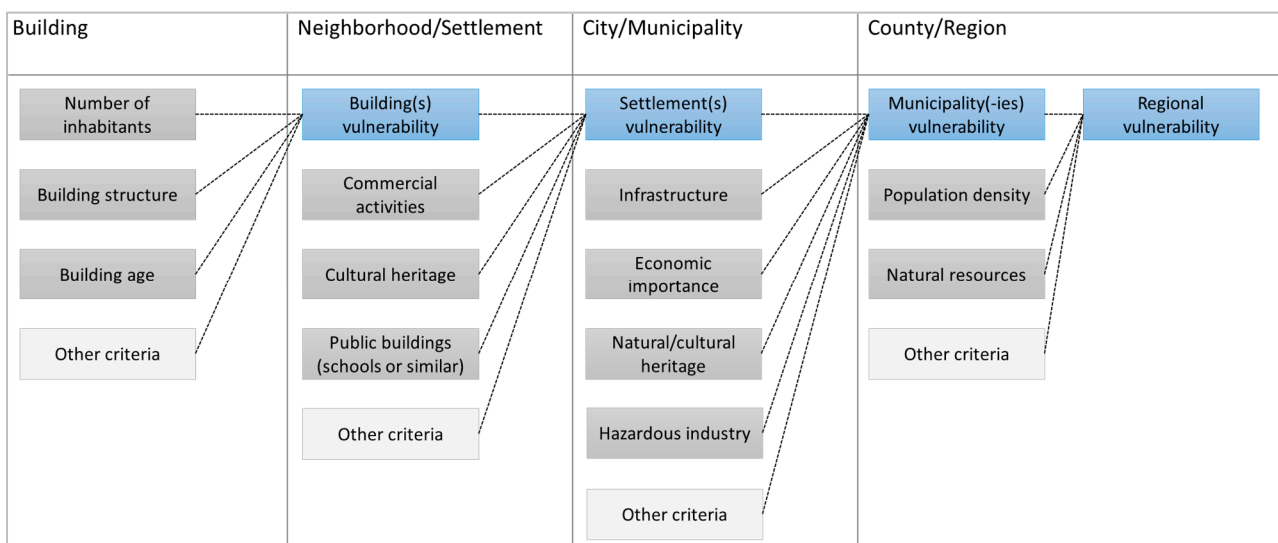 Building
Neighborhood/Settlement
City/Municipality
County/Region
Number of
inhabitants
Building structure
Building age
Other criteria
Building(s)
vulnerability
Commercial
activities
Cultural heritage
Public buildings
(schools or similar)
Other criteria
Settlement(s)
vulnerability
Infrastructure
Economic
importance
Natural/cultural
heritage
Hazardous industry
Other criteria
Municipality(-ies)
vulnerability
Population density
Natural resources
Other criteria
Regional
vulnerability